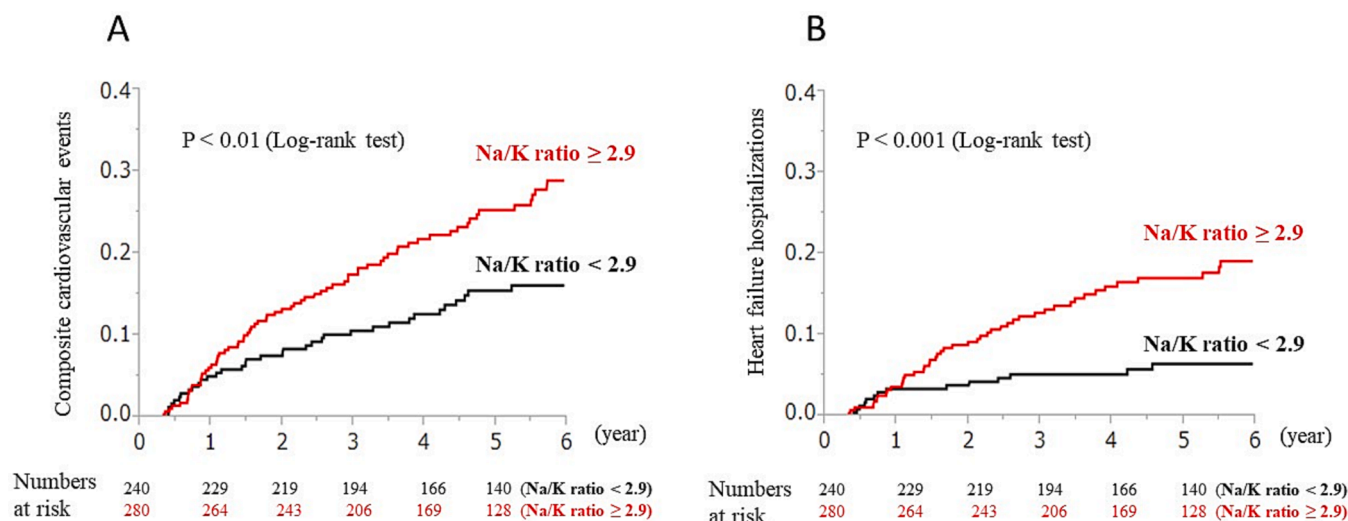 A
Composite cardiovascular events
0.4
0.3
0.2
0.1
0.0
P < 0.01 (Log-rank test)
Na/K ratio ≥ 2.9
Na/K ratio < 2.9
0 1 2 3 4 5 6 (year)
Numbers at risk
240 229 219 194 166 140 (Na/K ratio < 2.9)
280 264 243 206 169 128 (Na/K ratio ≥ 2.9)
B
Heart failure hospitalizations
0.4
0.3
0.2
0.1
0.0
P < 0.001 (Log-rank test)
Na/K ratio ≥ 2.9
Na/K ratio < 2.9
0 1 2 3 4 5 6 (year)
Numbers at risk
240 229 219 194 166 140 (Na/K ratio < 2.9)
280 264 243 206 169 128 (Na/K ratio ≥ 2.9)